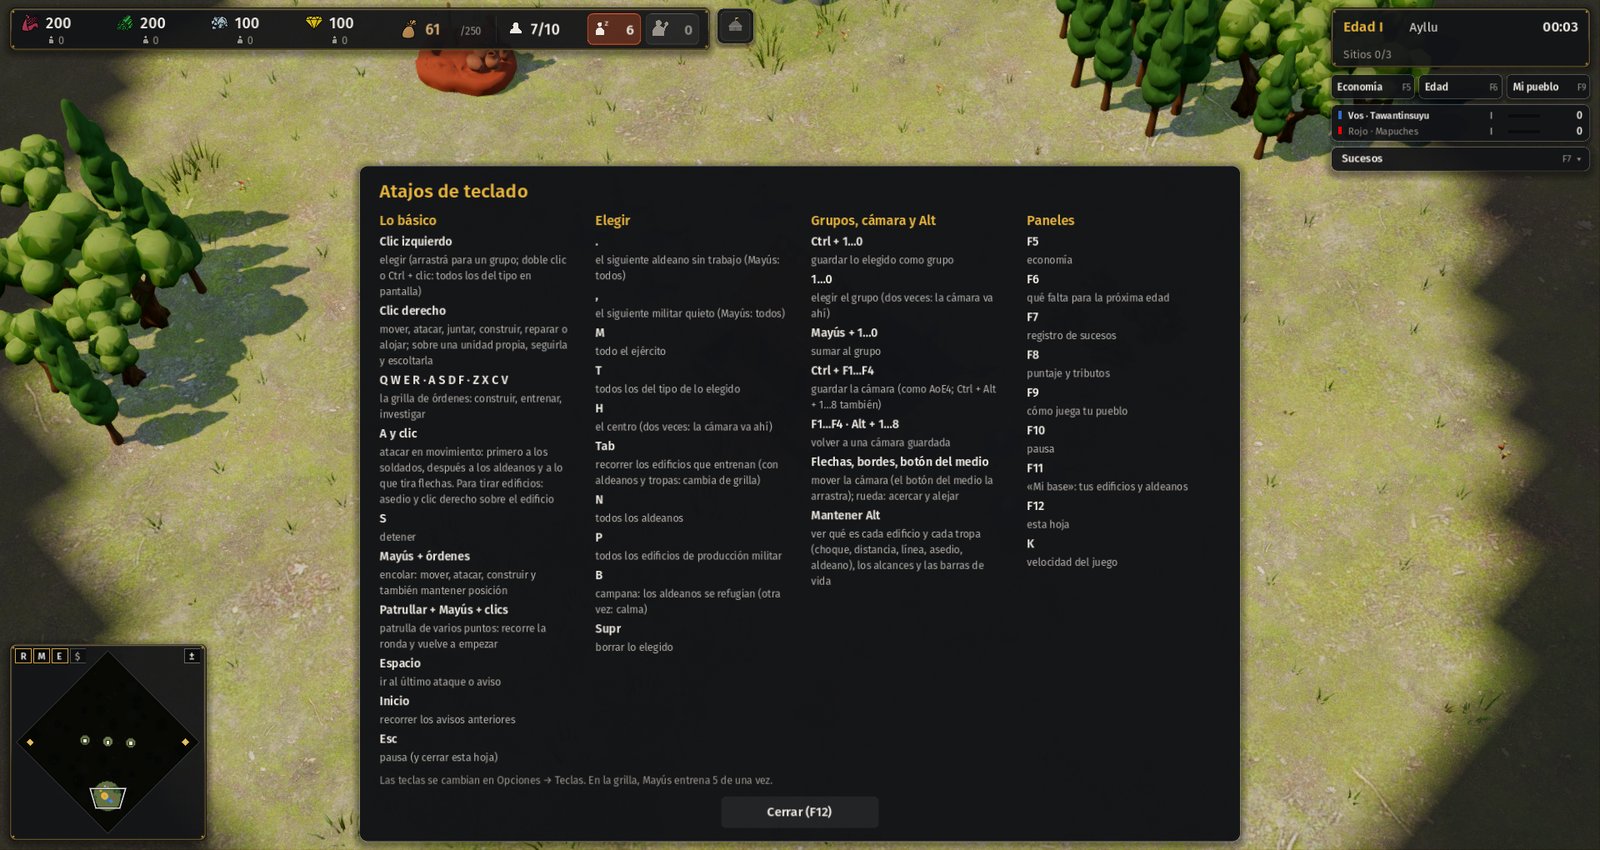 200 200 100 100 61 /250 7/10 z 6 0
0 0 0 0
Edad I Ayllu 00:03
Sitios 0/3
Economía F5 Edad F6 Mi pueblo F9
Vos · Tawantinsuyu I 0
Rojo · Mapuches I 0
Sucesos F7
Atajos de teclado
Lo básico
Clic izquierdo
elegir (arrastrá para un grupo; doble clic
o Ctrl + clic: todos los del tipo en
pantalla)
Clic derecho
mover, atacar, juntar, construir, reparar o
alojar; sobre una unidad propia, seguirla
y escoltarla
Q W E R · A S D F · Z X C V
la grilla de órdenes: construir, entrenar,
investigar
A y clic
atacar en movimiento: primero a los
soldados, después a los aldeanos y a lo
que tira flechas. Para tirar edificios:
asedio y clic derecho sobre el edificio
S
detener
Mayús + órdenes
encolar: mover, atacar, construir y
también mantener posición
Patrullar + Mayús + clics
patrulla de varios puntos: recorre la
ronda y vuelve a empezar
Espacio
ir al último ataque o aviso
Inicio
recorrer los avisos anteriores
Esc
pausa (y cerrar esta hoja)
Elegir
.
el siguiente aldeano sin trabajo (Mayús:
todos)
,
el siguiente militar quieto (Mayús: todos)
M
todo el ejército
T
todos los del tipo de lo elegido
H
el centro (dos veces: la cámara va ahí)
Tab
recorrer los edificios que entrenan (con
aldeanos y tropas: cambia de grilla)
N
todos los aldeanos
P
todos los edificios de producción militar
B
campana: los aldeanos se refugian (otra
vez: calma)
Supr
borrar lo elegido
Grupos, cámara y Alt
Ctrl + 1...0
guardar lo elegido como grupo
1...0
elegir el grupo (dos veces: la cámara va
ahí)
Mayús + 1...0
sumar al grupo
Ctrl + F1...F4
guardar la cámara (como AoE4; Ctrl + Alt
+ 1...8 también)
F1...F4 · Alt + 1...8
volver a una cámara guardada
Flechas, bordes, botón del medio
mover la cámara (el botón del medio la
arrastra); rueda: acercar y alejar
Mantener Alt
ver qué es cada edificio y cada tropa
(choque, distancia, línea, asedio,
aldeano), los alcances y las barras de
vida
Paneles
F5
economía
F6
qué falta para la próxima edad
F7
registro de sucesos
F8
puntaje y tributos
F9
cómo juega tu pueblo
F10
pausa
F11
«Mi base»: tus edificios y aldeanos
F12
esta hoja
K
velocidad del juego
Las teclas se cambian en Opciones → Teclas. En la grilla, Mayús entrena 5 de una vez.
Cerrar (F12)
R M E $ ±